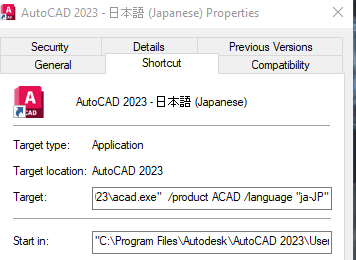 AutoCAD 2023 - 日本語 (Japanese) Properties
Security Details Previous Versions
General Shortcut Compatibility
AutoCAD 2023 - 日本語 (Japanese)
Target type: Application
Target location: AutoCAD 2023
Target: 23\acad.exe" /product ACAD /language "ja-JP"
Start in: "C:\Program Files\Autodesk\AutoCAD 2023\User